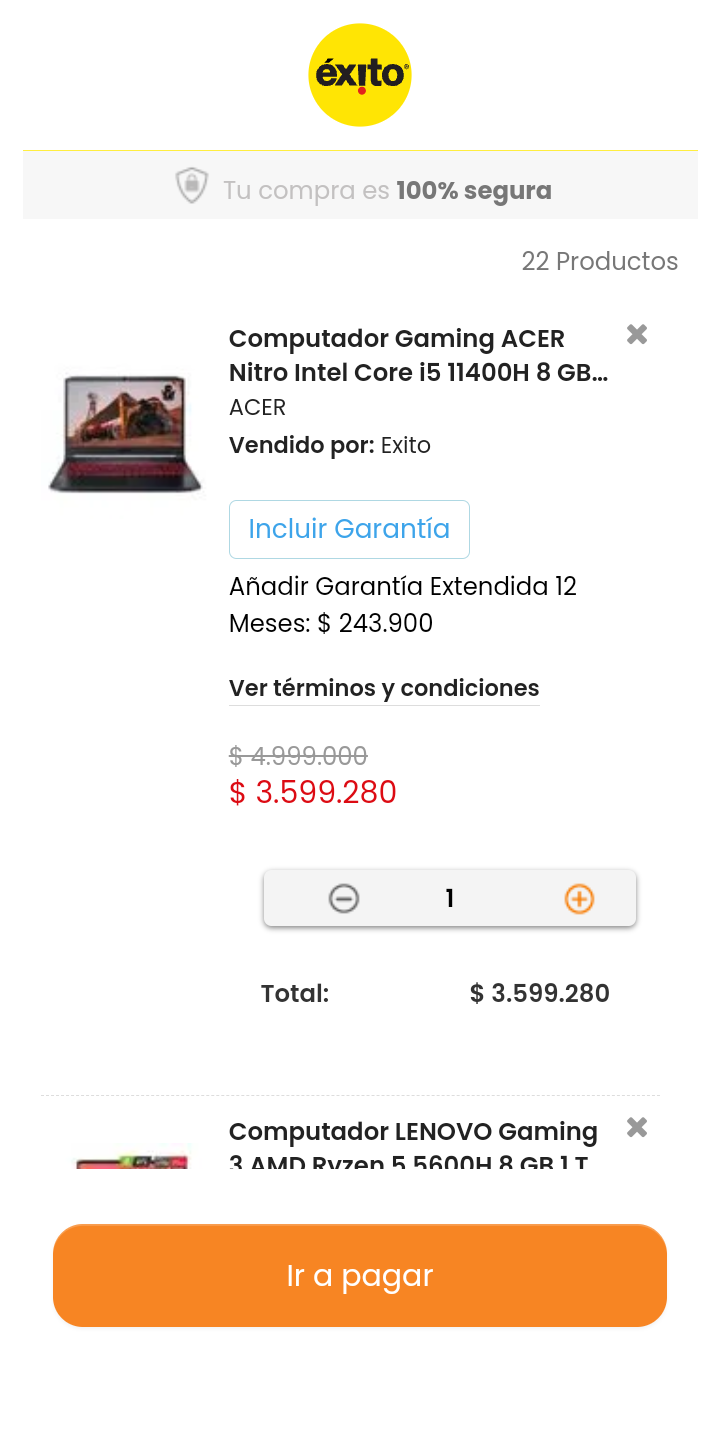 éxito
Tu compra es 100% segura
22 Productos
Computador Gaming ACER
Nitro Intel Core i5 11400H 8 GB...
ACER
Vendido por: Exito
Incluir Garantía
Añadir Garantía Extendida 12
Meses: $ 243.900
Ver términos y condiciones
$ 4.999.000
$ 3.599.280
1
Total: $ 3.599.280
Computador LENOVO Gaming
3 AMD Ryzen 5 5600H 8 GB 1 T
Ir a pagar